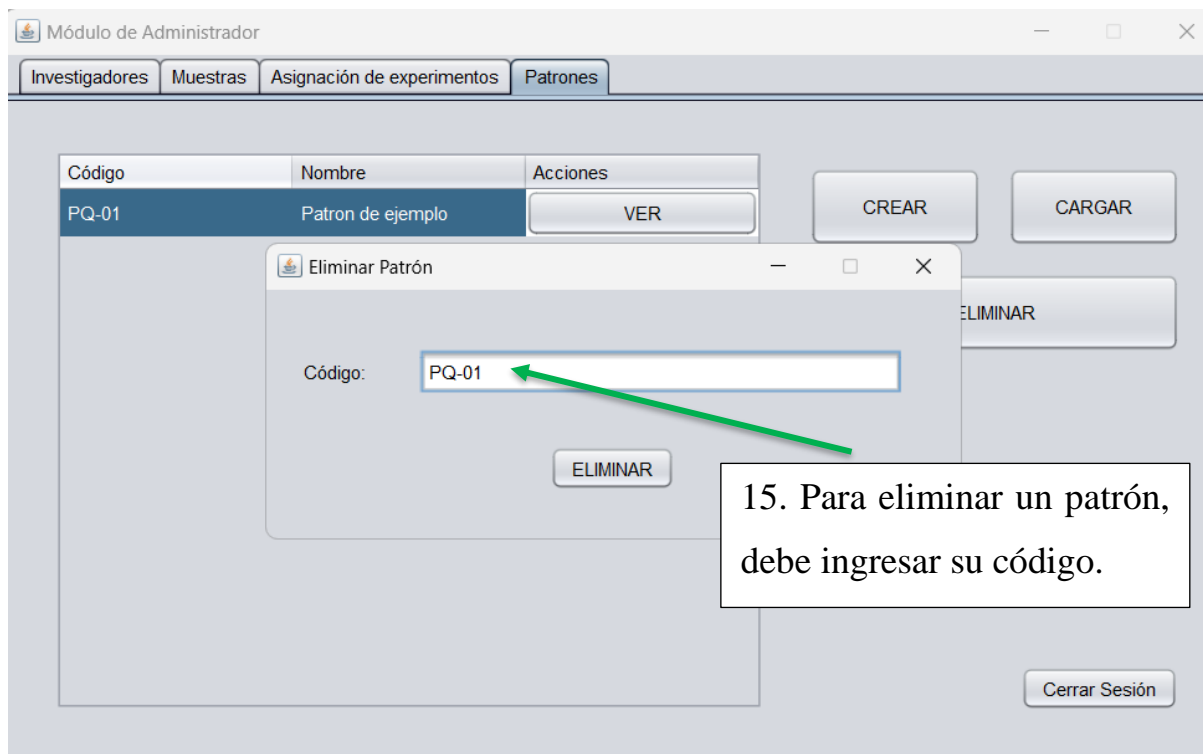 Módulo de Administrador
Investigadores Muestras Asignación de experimentos Patrones
Código Nombre Acciones
PQ-01 Patron de ejemplo VER
CREAR CARGAR
ELIMINAR
Eliminar Patrón
Código: PQ-01
ELIMINAR
15. Para eliminar un patrón,
debe ingresar su código.
Cerrar Sesión